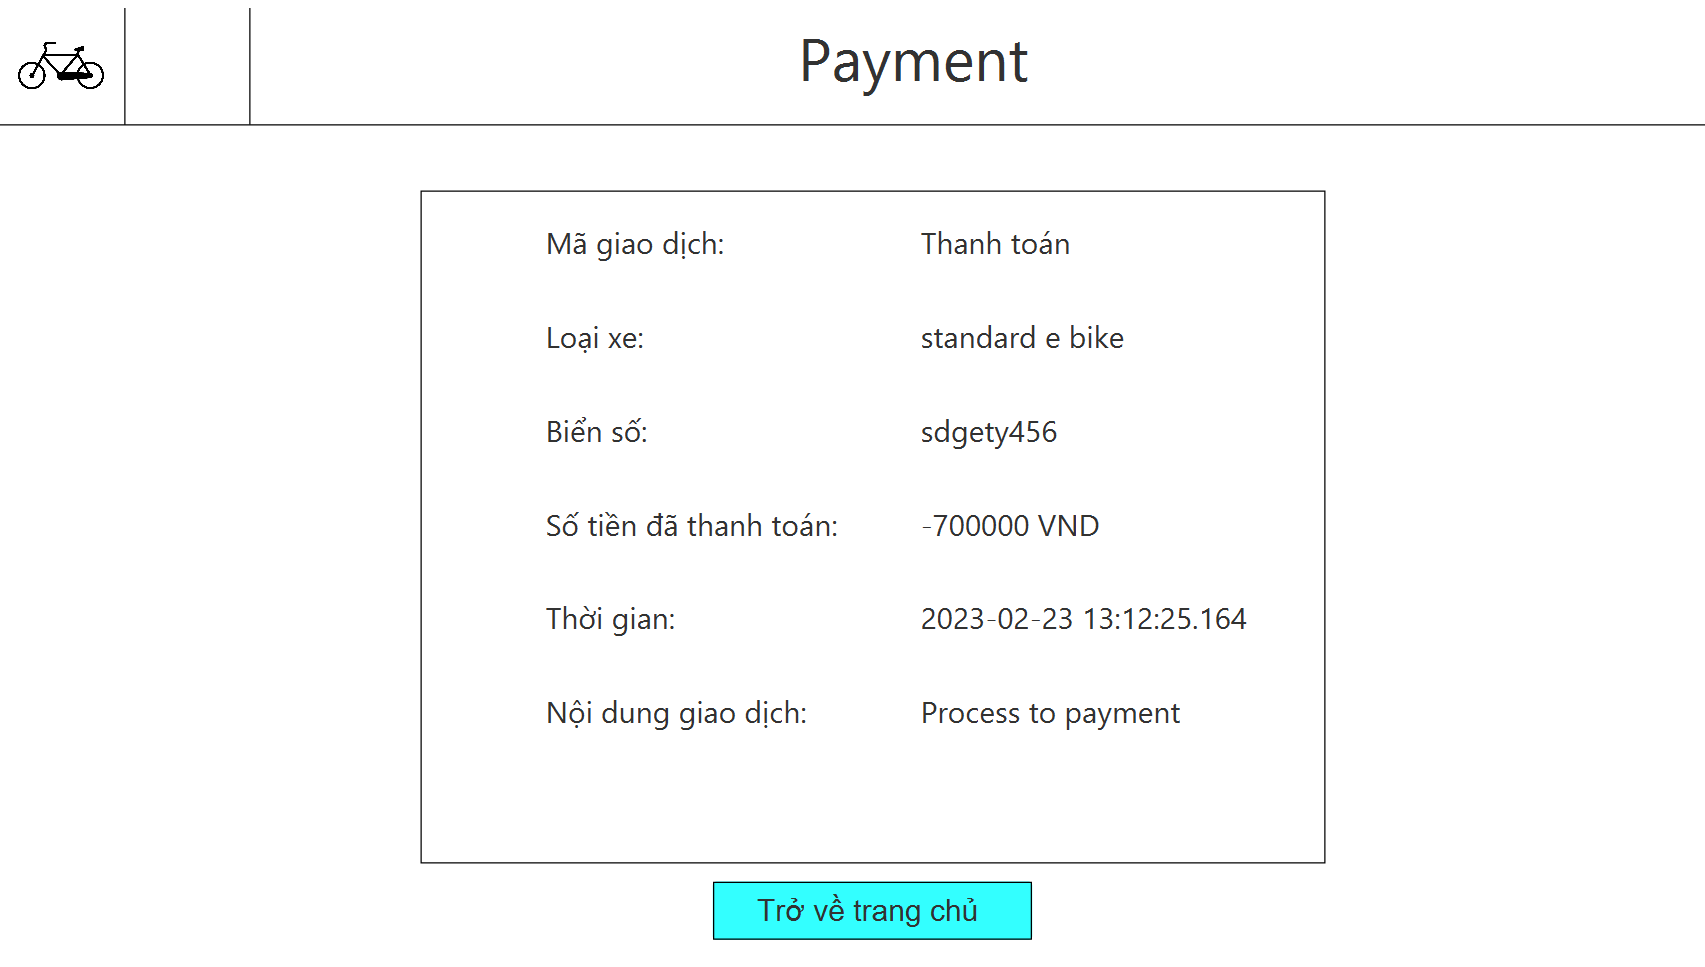 Payment
Mã giao dịch: Thanh toán
Loại xe: standard e bike
Biển số: sdgety456
Số tiền đã thanh toán: -700000 VND
Thời gian: 2023-02-23 13:12:25.164
Nội dung giao dịch: Process to payment
Trở về trang chủ